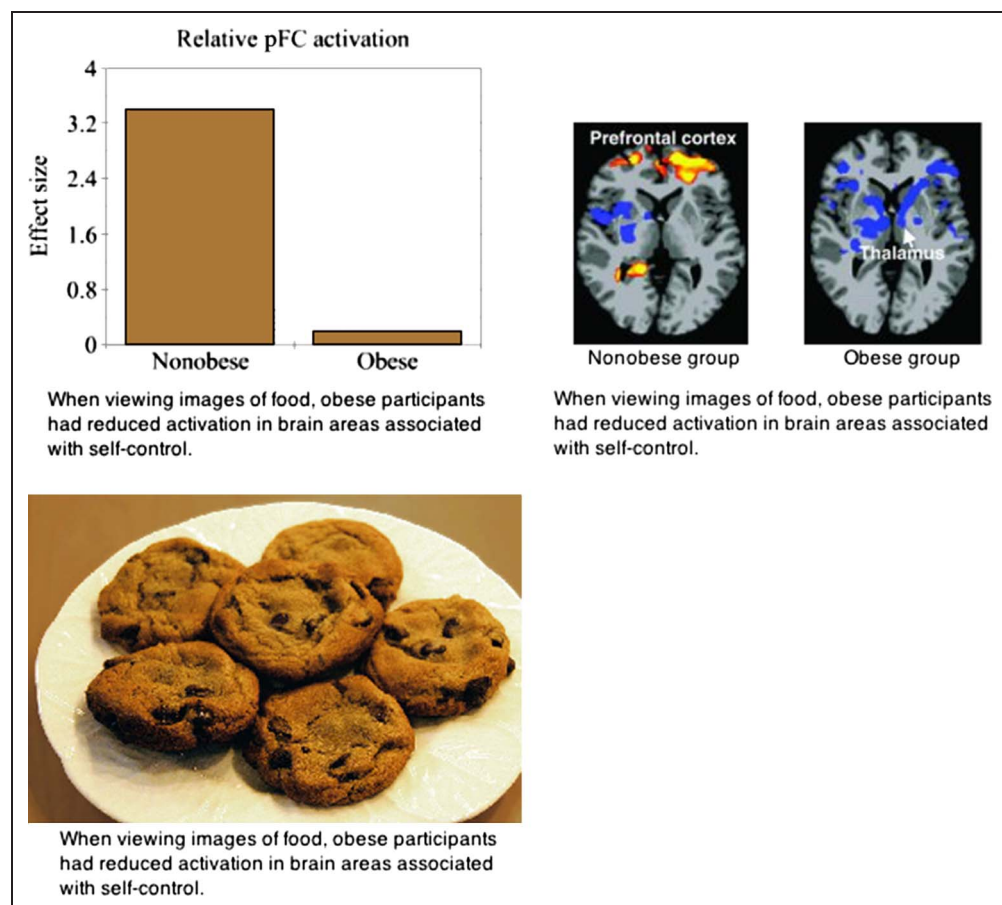 Relative pFC activation
4
3.2
2.4
1.6
0.8
0
Effect size
Nonobese
Obese
When viewing images of food, obese participants
had reduced activation in brain areas associated
with self-control.
Prefrontal cortex
Thalamus
Nonobese group
Obese group
When viewing images of food, obese participants
had reduced activation in brain areas associated
with self-control.
When viewing images of food, obese participants
had reduced activation in brain areas associated
with self-control.